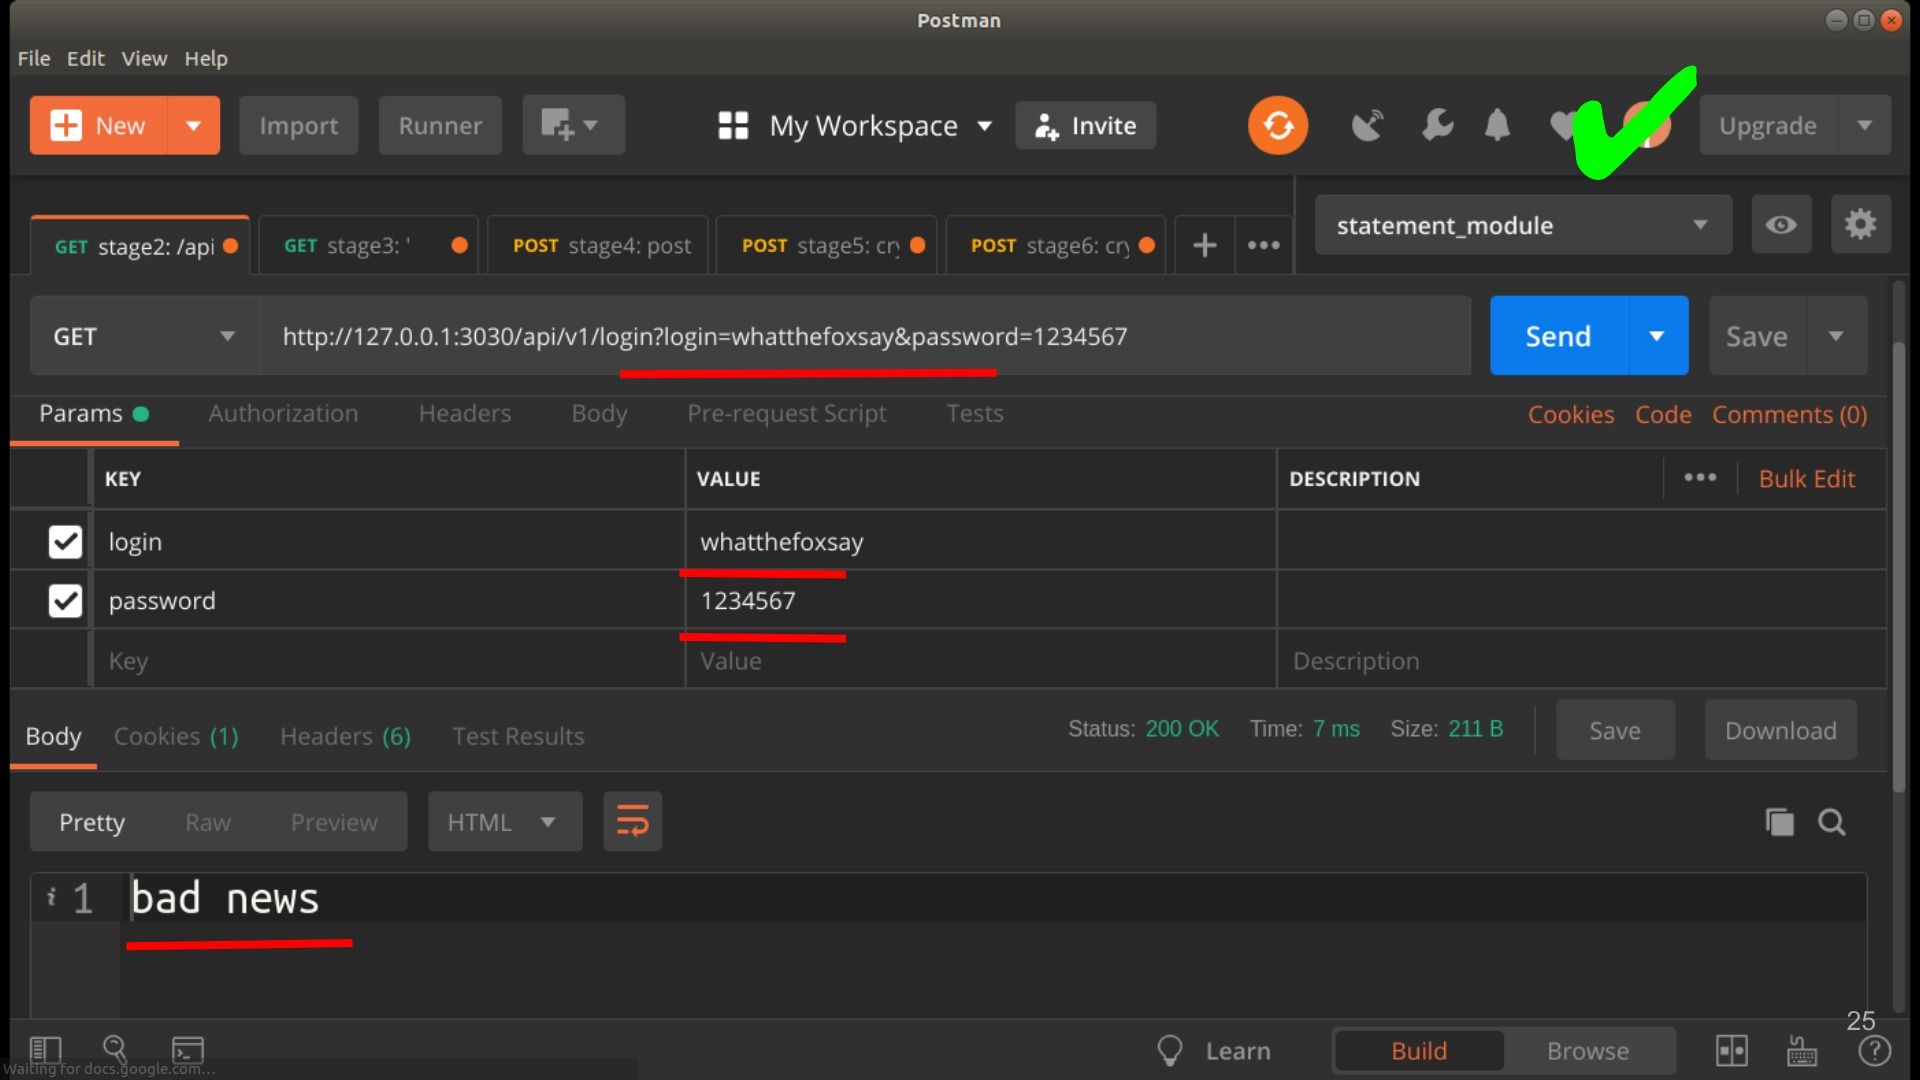 Postman
File Edit View Help
New Import Runner My Workspace Invite Upgrade
GET stage2: /api GET stage3: ' POST stage4: post POST stage5: cry POST stage6: cry statement_module
GET http://127.0.0.1:3030/api/v1/login?login=whatthefoxsay&password=1234567 Send Save
Params Authorization Headers Body Pre-request Script Tests Cookies Code Comments (0)
KEY VALUE DESCRIPTION ••• Bulk Edit
login whatthefoxsay
password 1234567
Key Value Description
Body Cookies (1) Headers (6) Test Results Status: 200 OK Time: 7 ms Size: 211 B Save Download
Pretty Raw Preview HTML
i 1 bad news
25
Learn Build Browse
Waiting for docs.google.com...